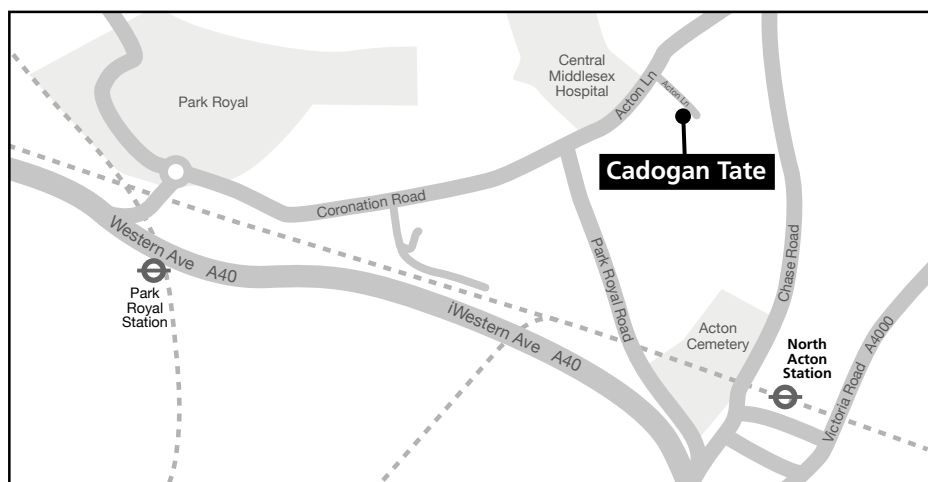 Park Royal
Central
Middlesex
Hospital
Acton Ln
Acton Ln
Cadogan Tate
Coronation Road
Western Ave A40
Park
Royal
Station
iWestern Ave A40
Park Royal Road
Chase Road
Acton
Cemetery
North
Acton
Station
Victoria Road A4000